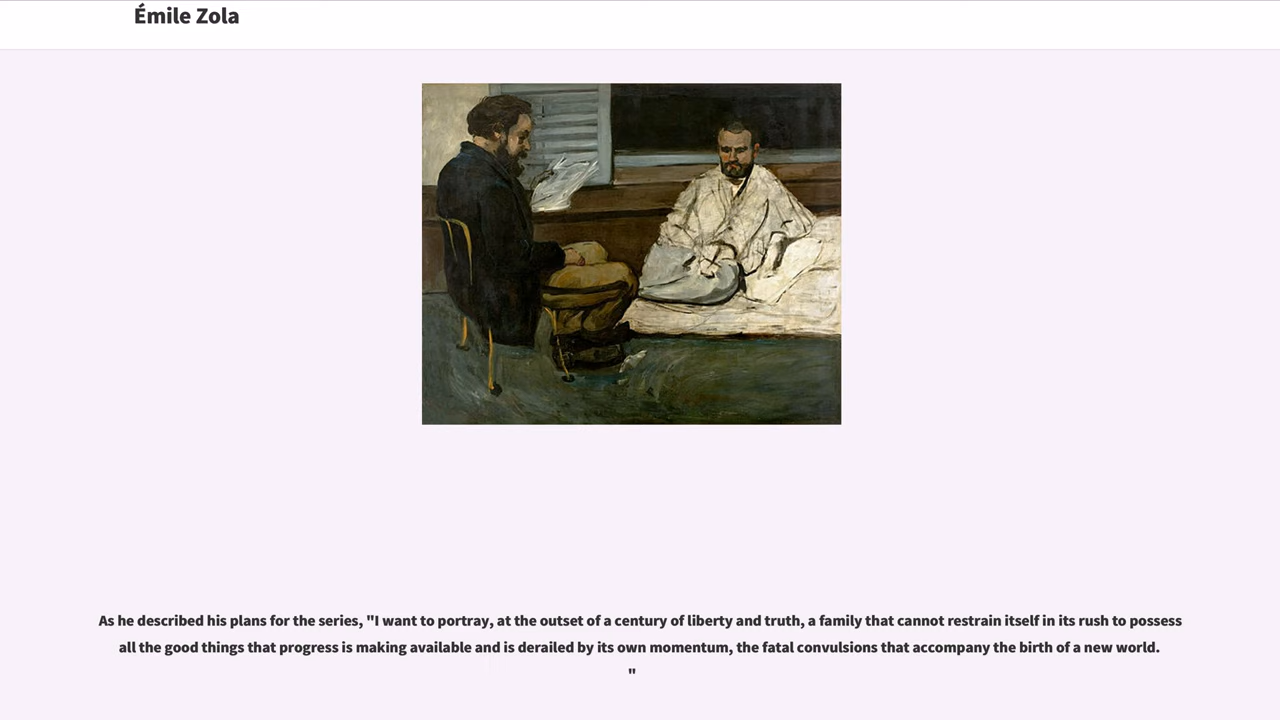 Émile Zola
As he described his plans for the series, "I want to portray, at the outset of a century of liberty and truth, a family that cannot restrain itself in its rush to possess
all the good things that progress is making available and is derailed by its own momentum, the fatal convulsions that accompany the birth of a new world.
"